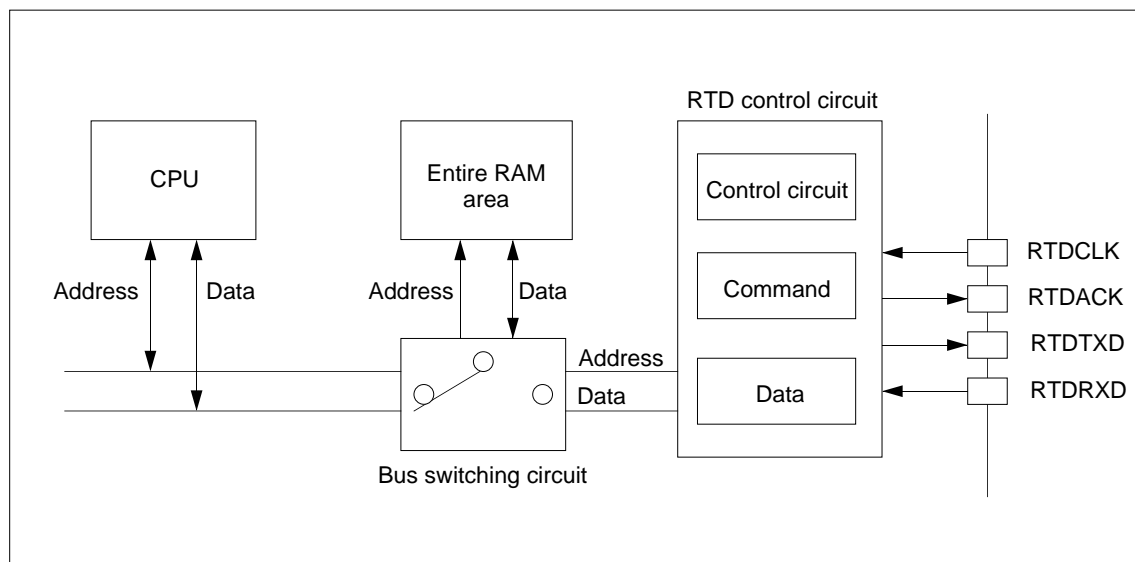 RTD control circuit
CPU
Entire RAM
area
Control circuit
Command
Data
Address
Data
Address
Data
Address
Data
Bus switching circuit
RTDCLK
RTDACK
RTDTXD
RTDRXD